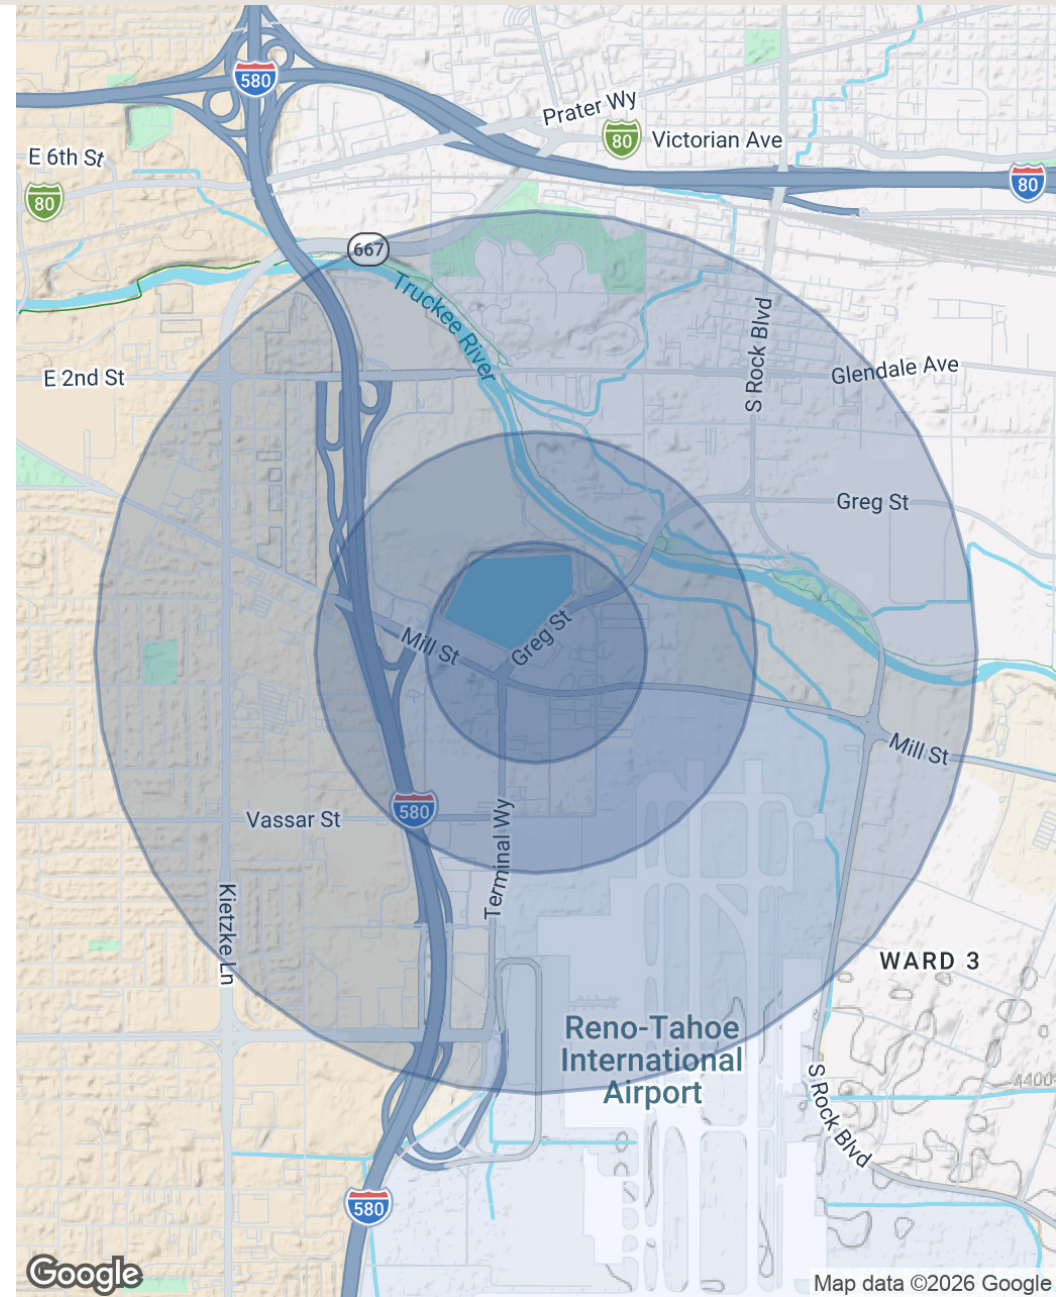 580
Prater Wy
80
Victorian Ave
E 6th St
80
80
667
Truckee River
S Rock Blvd
Glendale Ave
E 2nd St
Greg St
Mill St
Greg St
Mill St
580
Vassar St
Terminal Wy
Kietzke Ln
WARD 3
Reno-Tahoe
International
Airport
S Rock Blvd
580
Google
Map data ©2026 Google